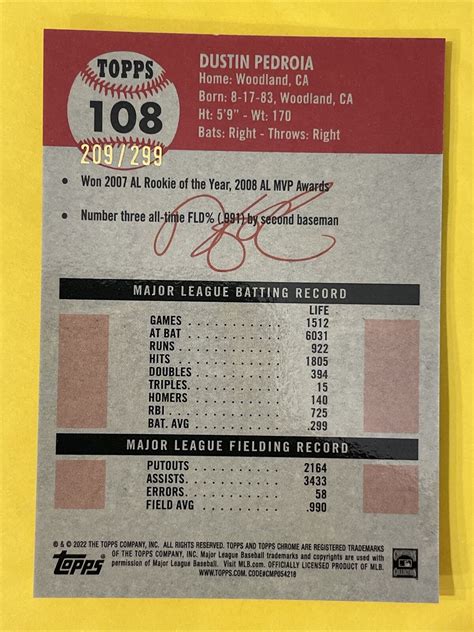 TOPPS
108
209/299
DUSTIN PEDROIA
Home: Woodland, CA
Born: 8-17-83, Woodland, CA
Ht: 5'9" - Wt: 170
Bats: Right - Throws: Right
• Won 2007 AL Rookie of the Year, 2008 AL MVP Awards
• Number three all-time FLD% (.991) by second baseman
MAJOR LEAGUE BATTING RECORD
LIFE
GAMES . . . . . . . . . . 1512
AT BAT . . . . . . . . . . 6031
RUNS . . . . . . . . . . 922
HITS . . . . . . . . . . 1805
DOUBLES . . . . . . . . . . 394
TRIPLES . . . . . . . . . . 15
HOMERS . . . . . . . . . . 140
RBI . . . . . . . . . . 725
BAT. AVG . . . . . . . . . . .299
MAJOR LEAGUE FIELDING RECORD
PUTOUTS . . . . . . . . . . 2164
ASSISTS . . . . . . . . . . 3433
ERRORS . . . . . . . . . . 58
FIELD AVG . . . . . . . . . . .990
® & © 2022 THE TOPPS COMPANY, INC. ALL RIGHTS RESERVED. TOPPS AND TOPPS CHROME ARE REGISTERED TRADEMARKS
OF THE TOPPS COMPANY, INC. Major League Baseball trademarks and copyrights are used with
permission of Major League Baseball. Visit MLB.com. OFFICIALLY LICENSED PRODUCT OF MLB.
WWW.TOPPS.COM. CODE#CMP054218
topps